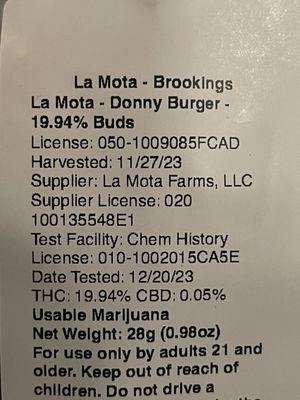 La Mota - Brookings
La Mota - Donny Burger -
19.94% Buds
License: 050-1009085FCAD
Harvested: 11/27/23
Supplier: La Mota Farms, LLC
Supplier License: 020
100135548E1
Test Facility: Chem History
License: 010-1002015CA5E
Date Tested: 12/20/23
THC: 19.94% CBD: 0.05%
Usable Marijuana
Net Weight: 28g (0.98oz)
For use only by adults 21 and
older. Keep out of reach of
children. Do not drive a